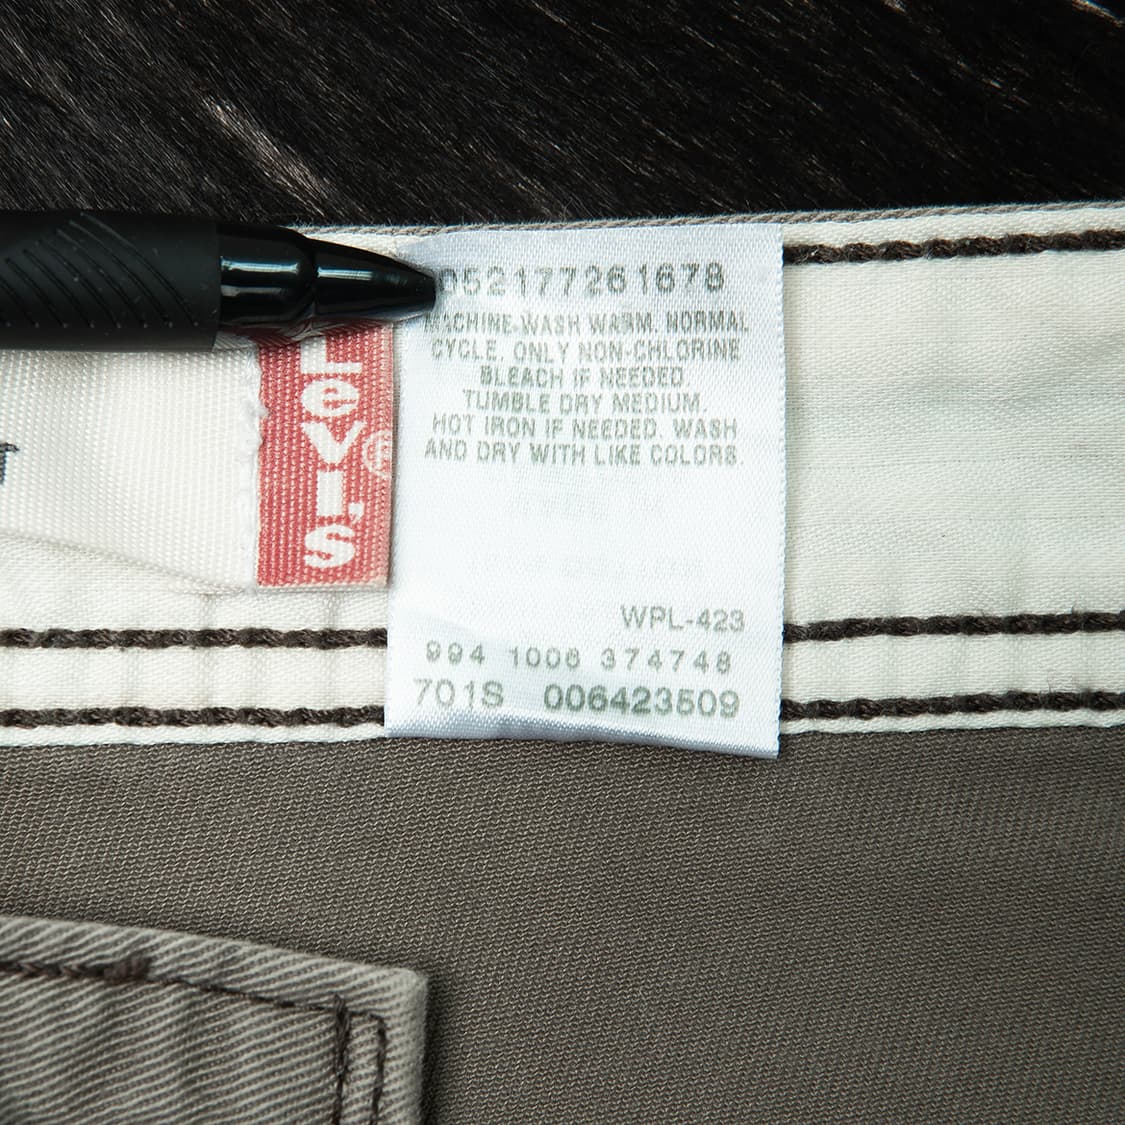 Levi's®
052177261678
MACHINE WASH WARM. NORMAL
CYCLE. ONLY NON-CHLORINE
BLEACH IF NEEDED.
TUMBLE DRY MEDIUM.
HOT IRON IF NEEDED. WASH
AND DRY WITH LIKE COLORS.
WPL-423
994 1006 374748
701S 006423509